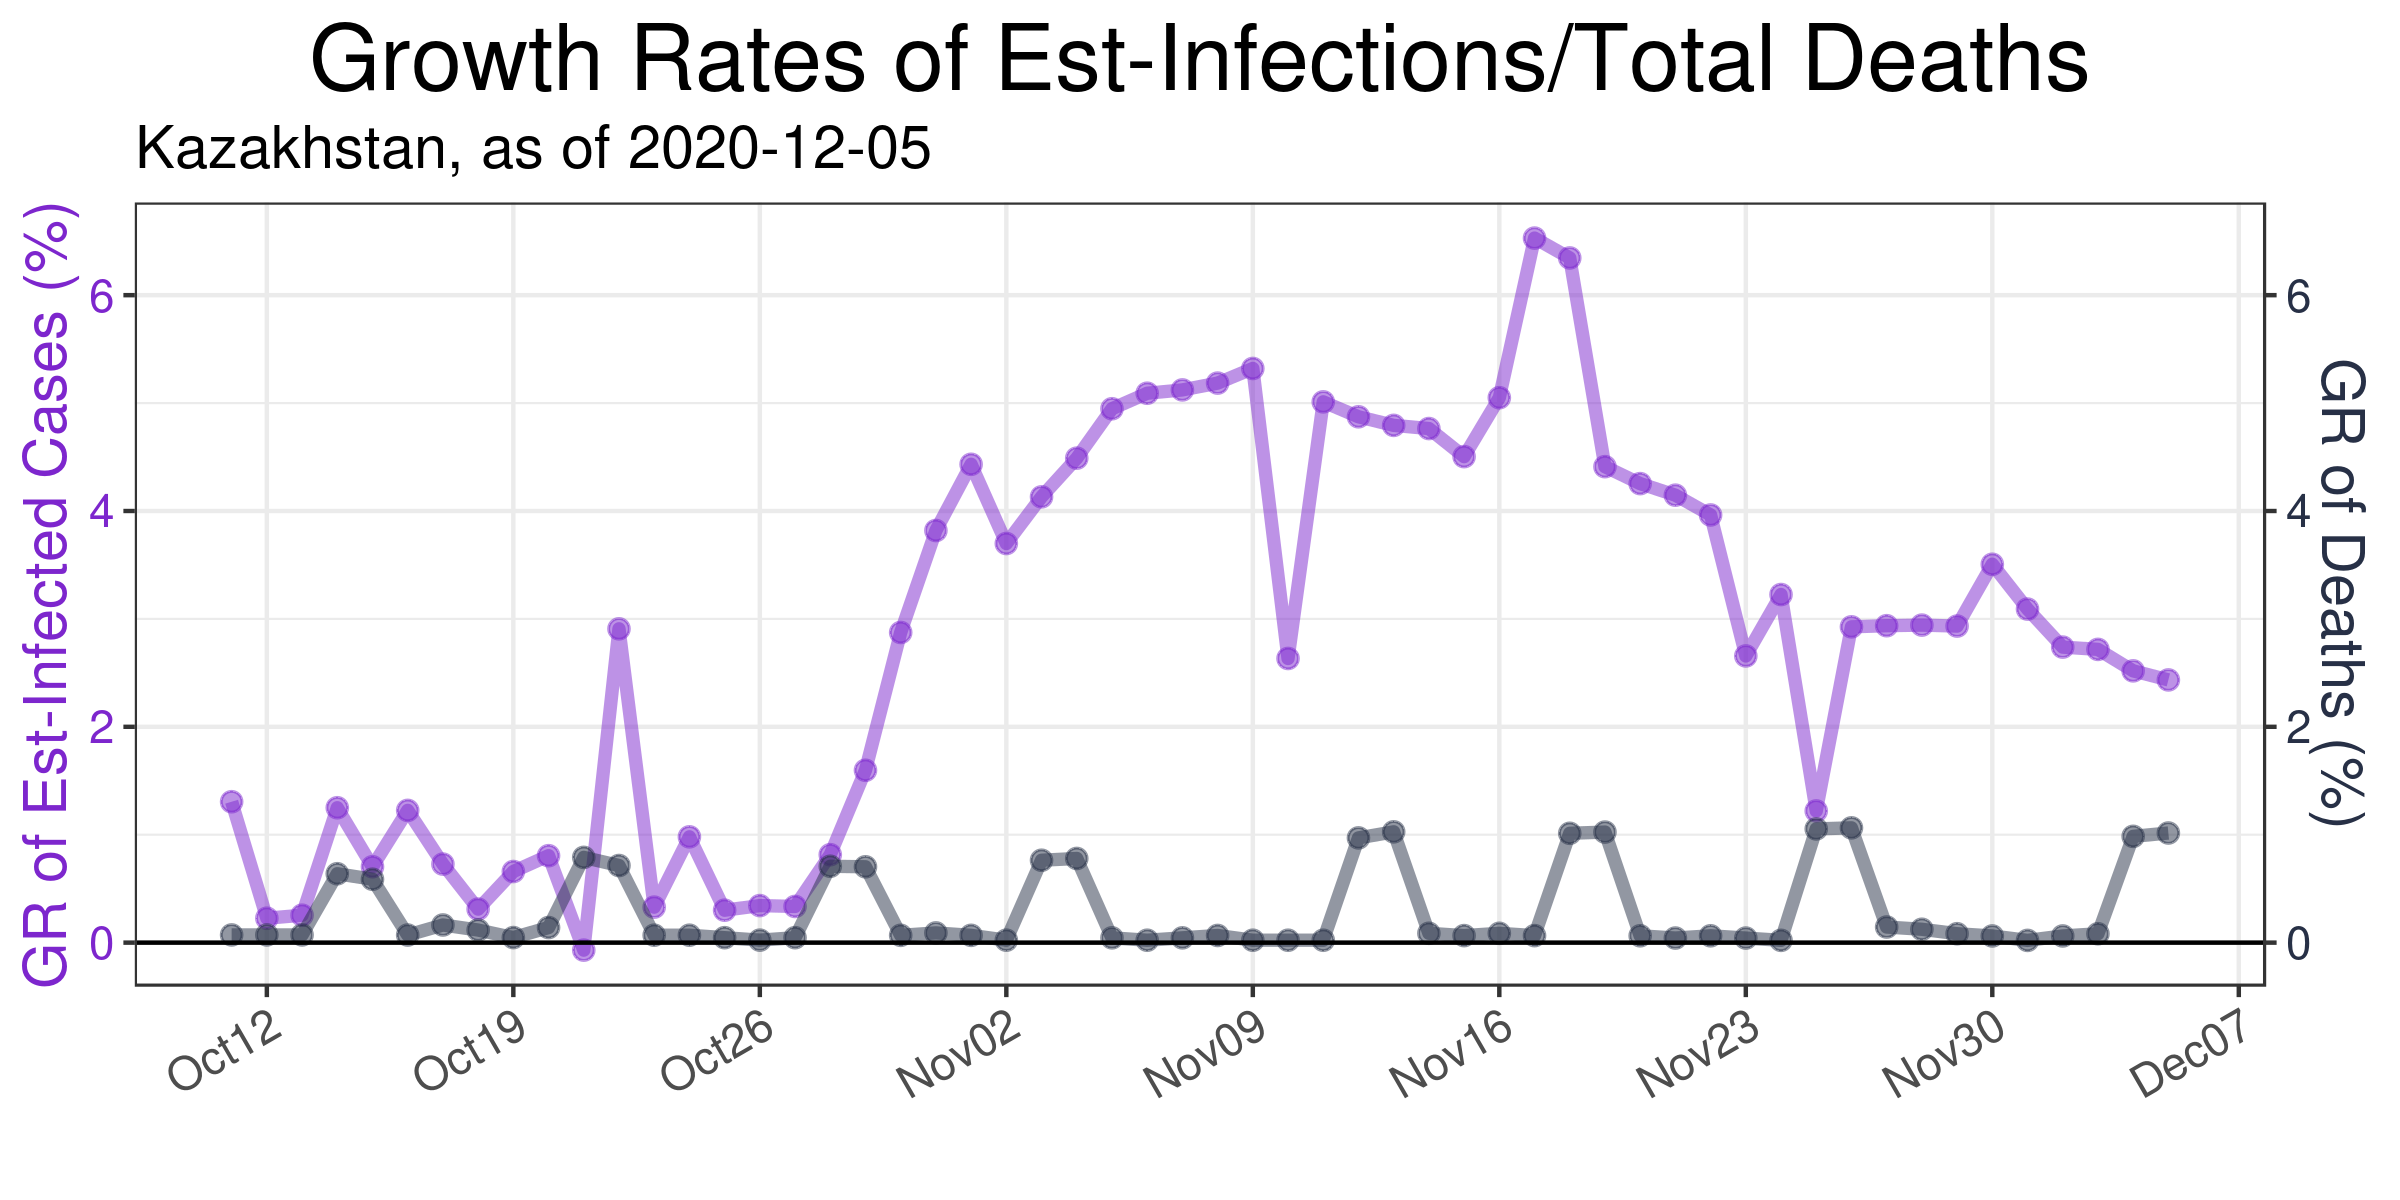 Growth Rates of Est-Infections/Total Deaths
Kazakhstan, as of 2020-12-05
GR of Est-Infected Cases (%)
6
4
2
0
6
4
2
0
GR of Deaths (%)
Oct12 Oct19 Oct26 Nov02 Nov09 Nov16 Nov23 Nov30 Dec07